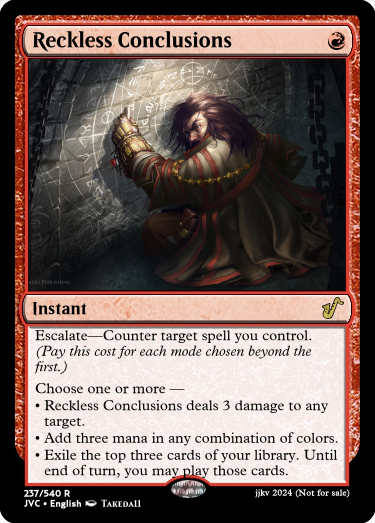 Reckless Conclusions
Instant
Escalate—Counter target spell you control.
(Pay this cost for each mode chosen beyond the
first.)
Choose one or more —
• Reckless Conclusions deals 3 damage to any
target.
• Add three mana in any combination of colors.
• Exile the top three cards of your library. Until
end of turn, you may play those cards.
237/540 R
JVC • English Takeda11
jjkv 2024 (Not for sale)